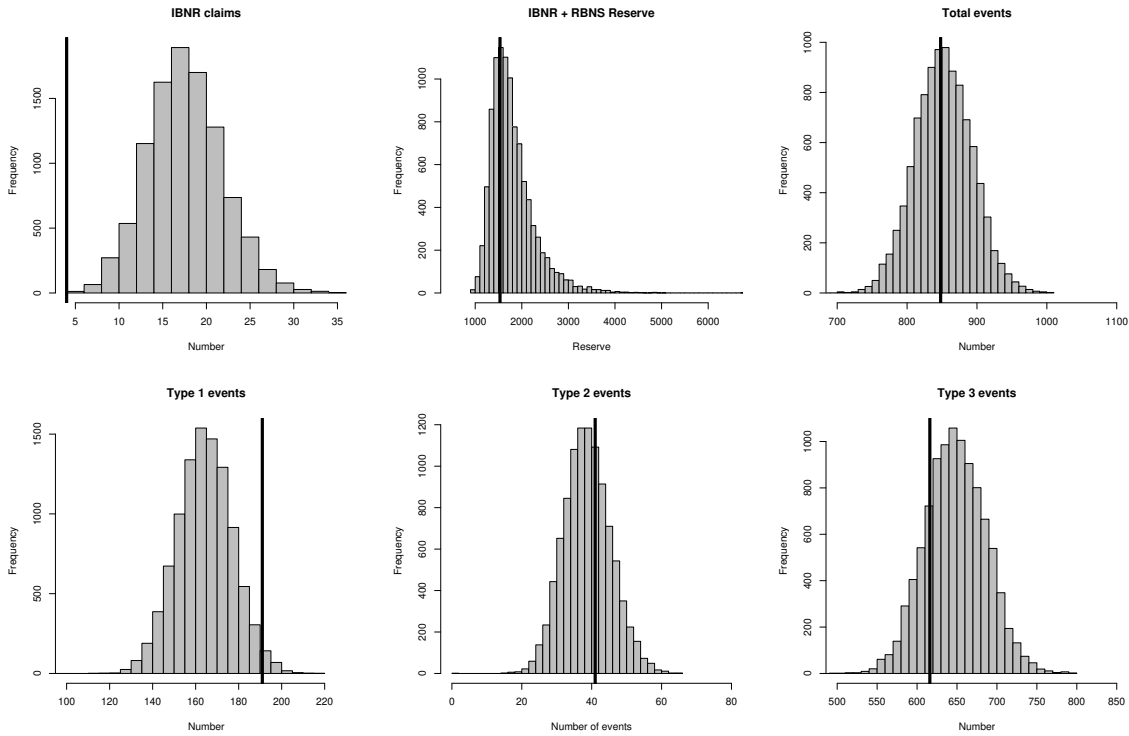 IBNR claims
Frequency
0 500 1000 1500
5 10 15 20 25 30 35
Number
IBNR + RBNS Reserve
Frequency
0 200 400 600 800 1000
1000 2000 3000 4000 5000 6000
Reserve
Total events
Frequency
0 200 400 600 800 1000
700 800 900 1000 1100
Number
Type 1 events
Frequency
0 500 1000 1500
100 120 140 160 180 200 220
Number
Type 2 events
Frequency
0 200 400 600 800 1000 1200
0 20 40 60 80
Number of events
Type 3 events
Frequency
0 200 400 600 800 1000
500 550 600 650 700 750 800 850
Number